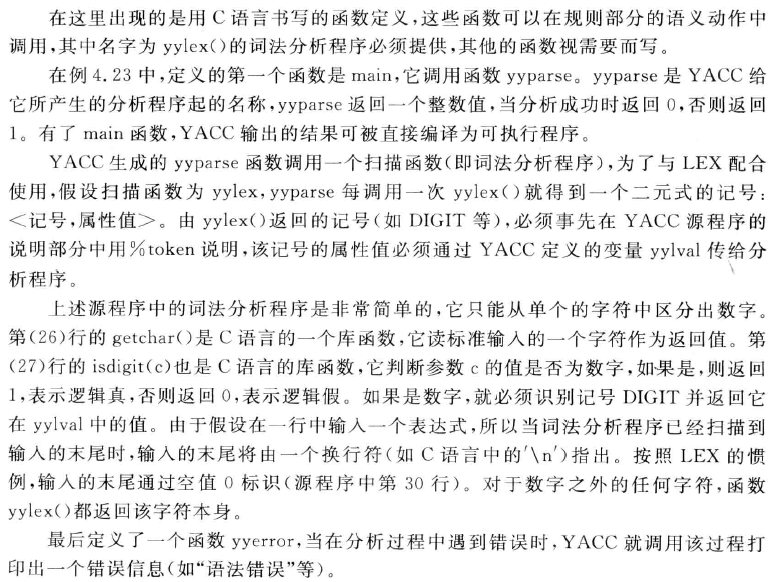 在这里出现的是用 C 语言书写的函数定义,这些函数可以在规则部分的语义动作中
调用,其中名字为 yylex()的词法分析程序必须提供,其他的函数视需要而写。
在例 4.23 中,定义的第一个函数是 main,它调用函数 yyparse。yyparse 是 YACC 给
它所产生的分析程序起的名称,yyparse 返回一个整数值,当分析成功时返回 0,否则返回
1。有了 main 函数,YACC 输出的结果可被直接编译为可执行程序。
YACC 生成的 yyparse 函数调用一个扫描函数(即词法分析程序),为了与 LEX 配合
使用,假设扫描函数为 yylex,yyparse 每调用一次 yylex()就得到一个二元式的记号:
<记号,属性值>。由 yylex()返回的记号(如 DIGIT 等),必须事先在 YACC 源程序的
说明部分中用%token 说明,该记号的属性值必须通过 YACC 定义的变量 yylval 传给分
析程序。
上述源程序中的词法分析程序是非常简单的,它只能从单个的字符中区分出数字。
第(26)行的 getchar()是 C 语言的一个库函数,它读标准输入的一个字符作为返回值。第
(27)行的 isdigit(c)也是 C 语言的库函数,它判断参数 c 的值是否为数字,如果是,则返回
1,表示逻辑真,否则返回 0,表示逻辑假。如果是数字,就必须识别记号 DIGIT 并返回它
在 yylval 中的值。由于假设在一行中输入一个表达式,所以当词法分析程序已经扫描到
输入的末尾时,输入的末尾将由一个换行符(如 C 语言中的'\n')指出。按照 LEX 的惯
例,输入的末尾通过空值 0 标识(源程序中第 30 行)。对于数字之外的任何字符,函数
yylex()都返回该字符本身。
最后定义了一个函数 yyerror,当在分析过程中遇到错误时,YACC 就调用该过程打
印出一个错误信息(如“语法错误”等)。